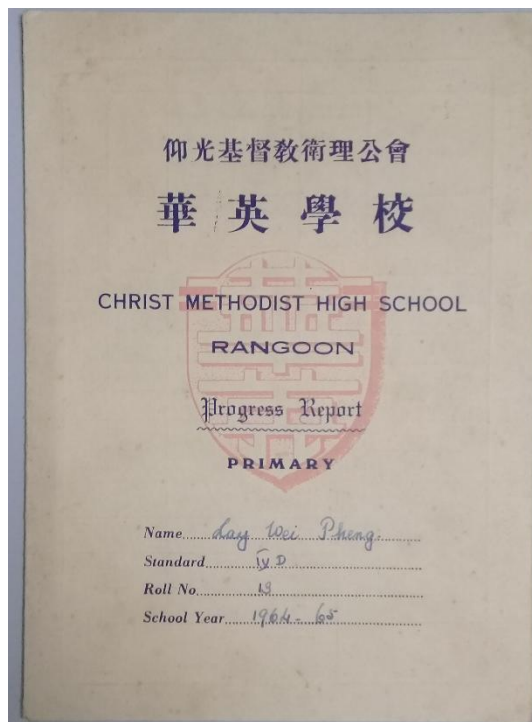 仰光基督教衛理公會
華英學校
CHRIST METHODIST HIGH SCHOOL
RANGOON
Progress Report
PRIMARY
Name Lay Wei Pheng
Standard IV D
Roll No. 13
School Year 1964-65